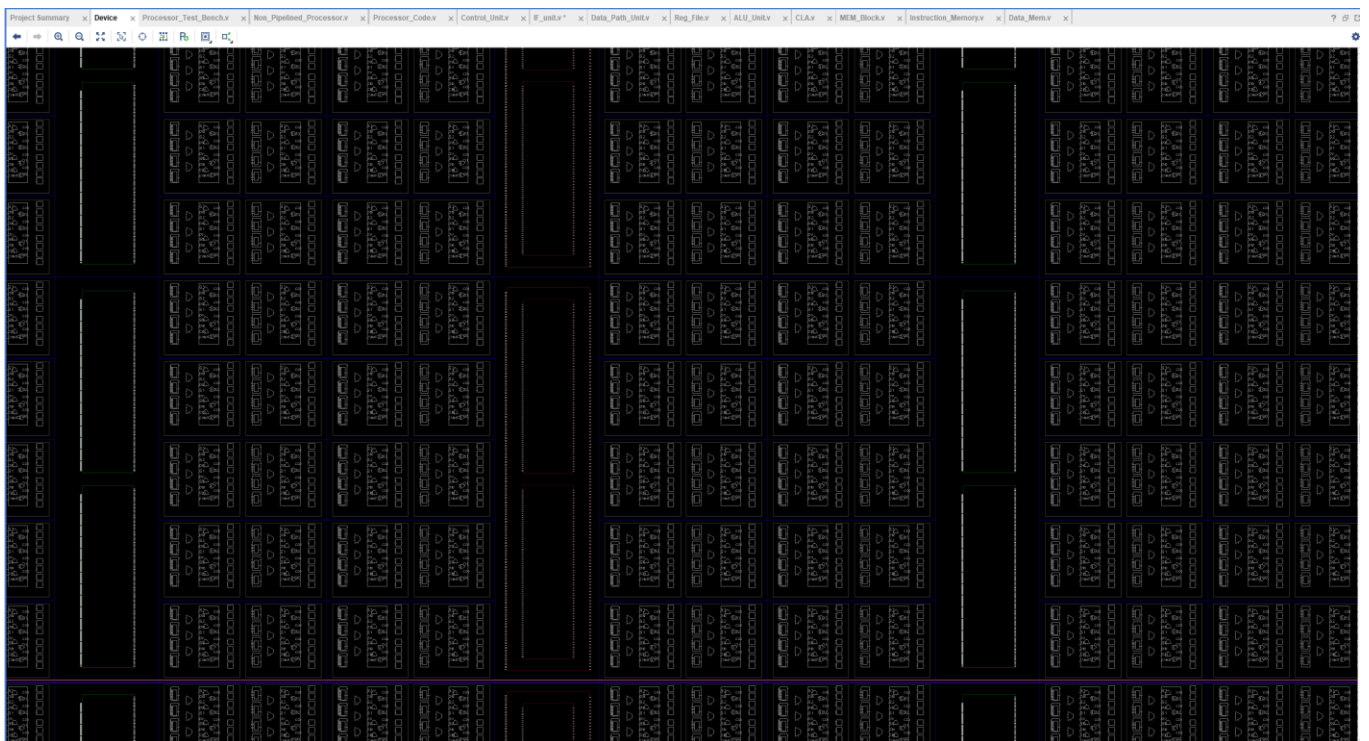 Project Summary × Device × Processor_Test_Bench.v × Non_Pipelined_Processor.v × Processor_Code.v × Control_Unit.v × IF_unit.v * × Data_Path_Unit.v × Reg_File.v × ALU_Unit.v × CLA.v × MEM_Block.v × Instruction_Memory.v × Data_Mem.v × ?